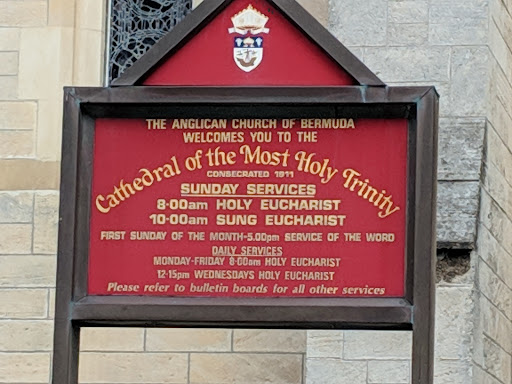 THE ANGLICAN CHURCH OF BERMUDA
WELCOMES YOU TO THE
Cathedral of the Most Holy Trinity
CONSECRATED 1911
SUNDAY SERVICES
8·00am HOLY EUCHARIST
10·00am SUNG EUCHARIST
FIRST SUNDAY OF THE MONTH-5.00pm SERVICE OF THE WORD
DAILY SERVICES
MONDAY-FRIDAY 8·00am HOLY EUCHARIST
12·15pm WEDNESDAYS HOLY EUCHARIST
Please refer to bulletin boards for all other services